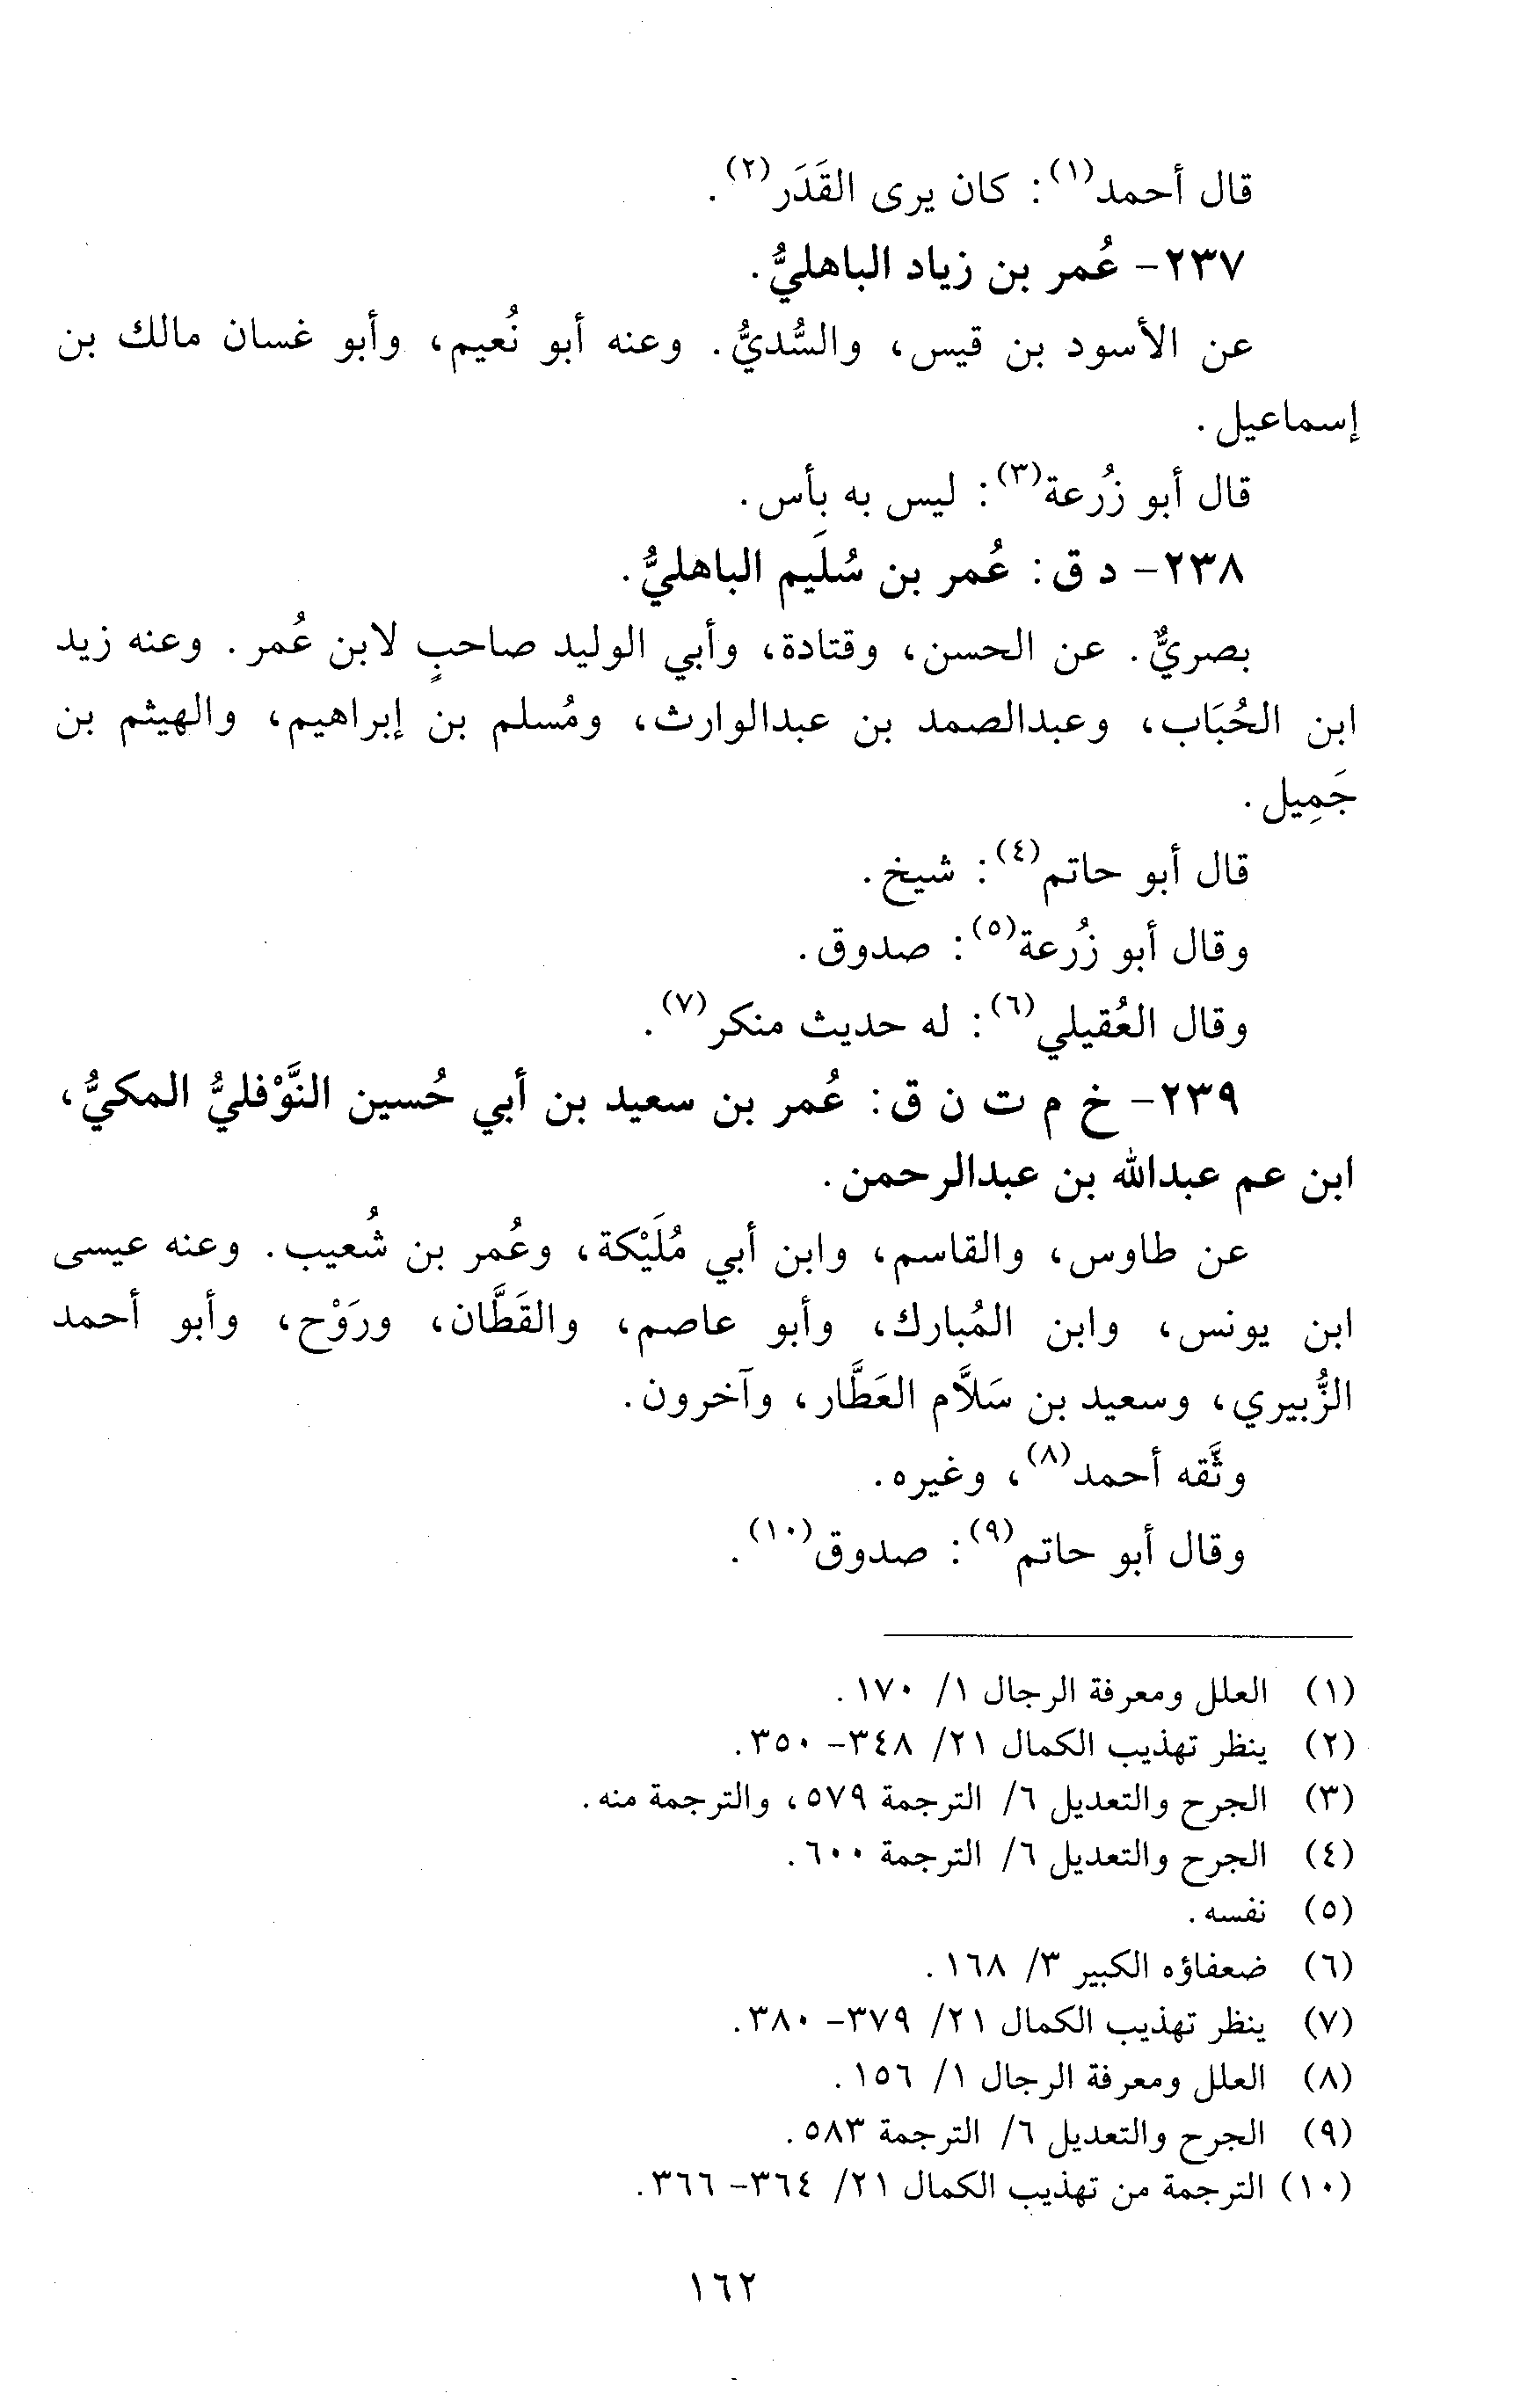 قال أحمد(١): كان يرى القَدَر(٢).
٢٣٧- عُمر بن زياد الباهليُّ.
عن الأسود بن قيس، والسُّديُّ. وعنه أبو نُعيم، وأبو غسان مالك بن
إسماعيل.
قال أبو زُرعة(٣): ليس به بأس.
٢٣٨- د ق: عُمر بن سُلَيم الباهليُّ.
بصريٌّ. عن الحسن، وقتادة، وأبي الوليد صاحبٍ لابن عُمر. وعنه زيد
ابن الحُبَاب، وعبدالصمد بن عبدالوارث، ومُسلم بن إبراهيم، والهيثم بن
جَمِيل.
قال أبو حاتم(٤): شيخ.
وقال أبو زُرعة(٥): صدوق.
وقال العُقيلي(٦): له حديث منكر(٧).
٢٣٩- خ م ت ن ق: عُمر بن سعيد بن أبي حُسين النَّوْفليُّ المكيُّ،
ابن عم عبدالله بن عبدالرحمن.
عن طاوس، والقاسم، وابن أبي مُلَيْكة، وعُمر بن شُعيب. وعنه عيسى
ابن يونس، وابن المُبارك، وأبو عاصم، والقَطَّان، ورَوْح، وأبو أحمد
الزُّبيري، وسعيد بن سَلاَّم العَطَّار، وآخرون.
وثَّقه أحمد(٨)، وغيره.
وقال أبو حاتم(٩): صدوق(١٠).
(١) العلل ومعرفة الرجال ١/ ١٧٠.
(٢) ينظر تهذيب الكمال ٢١/ ٣٤٨- ٣٥٠.
(٣) الجرح والتعديل ٦/ الترجمة ٥٧٩، والترجمة منه.
(٤) الجرح والتعديل ٦/ الترجمة ٦٠٠.
(٥) نفسه.
(٦) ضعفاؤه الكبير ٣/ ١٦٨.
(٧) ينظر تهذيب الكمال ٢١/ ٣٧٩- ٣٨٠.
(٨) العلل ومعرفة الرجال ١/ ١٥٦.
(٩) الجرح والتعديل ٦/ الترجمة ٥٨٣.
(١٠) الترجمة من تهذيب الكمال ٢١/ ٣٦٤- ٣٦٦.
١٦٢